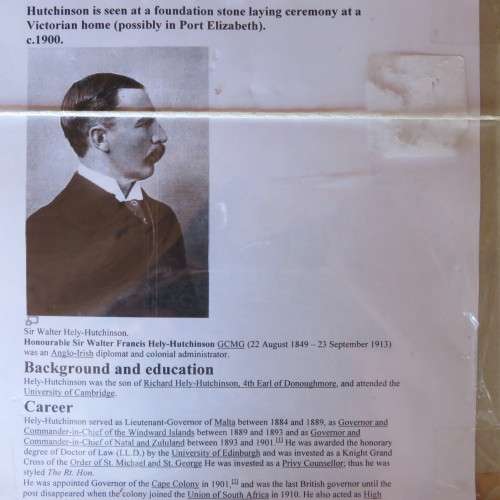 Hutchinson is seen at a foundation stone laying ceremony at a
Victorian home (possibly in Port Elizabeth).
c.1900.
Sir Walter Hely-Hutchinson.
Honourable Sir Walter Francis Hely-Hutchinson GCMG (22 August 1849 – 23 September 1913)
was an Anglo-Irish diplomat and colonial administrator.
Background and education
Hely-Hutchinson was the son of Richard Hely-Hutchinson, 4th Earl of Donoughmore, and attended the
University of Cambridge.
Career
Hely-Hutchinson served as Lieutenant-Governor of Malta between 1884 and 1889, as Governor and
Commander-in-Chief of the Windward Islands between 1889 and 1893 and as Governor and
Commander-in-Chief of Natal and Zululand between 1893 and 1901.[1] He was awarded the honorary
degree of Doctor of Law (LL.D.) by the University of Edinburgh and was invested as a Knight Grand
Cross of the Order of St. Michael and St. George He was invested as a Privy Counsellor; thus he was
styled The Rt. Hon.
He was appointed Governor of the Cape Colony in 1901,[2] and was the last British governor until the
post disappeared when the colony joined the Union of South Africa in 1910. He also acted as High